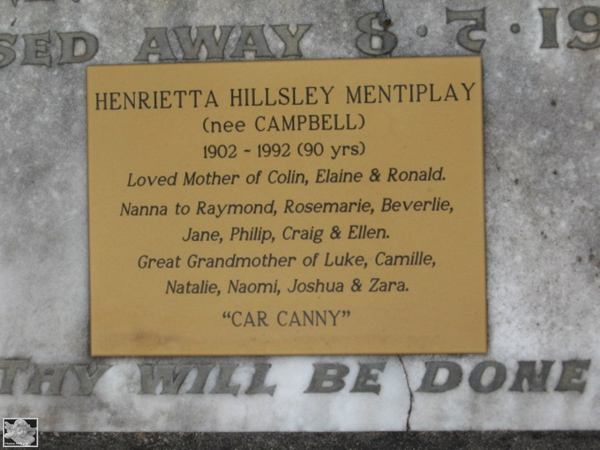 SED AWAY 8·5·19
HENRIETTA HILLSLEY MENTIPLAY
(nee CAMPBELL)
1902 - 1992 (90 yrs)
Loved Mother of Colin, Elaine & Ronald.
Nanna to Raymond, Rosemarie, Beverlie,
Jane, Philip, Craig & Ellen.
Great Grandmother of Luke, Camille,
Natalie, Naomi, Joshua & Zara.
"CAR CANNY"
THY WILL BE DONE